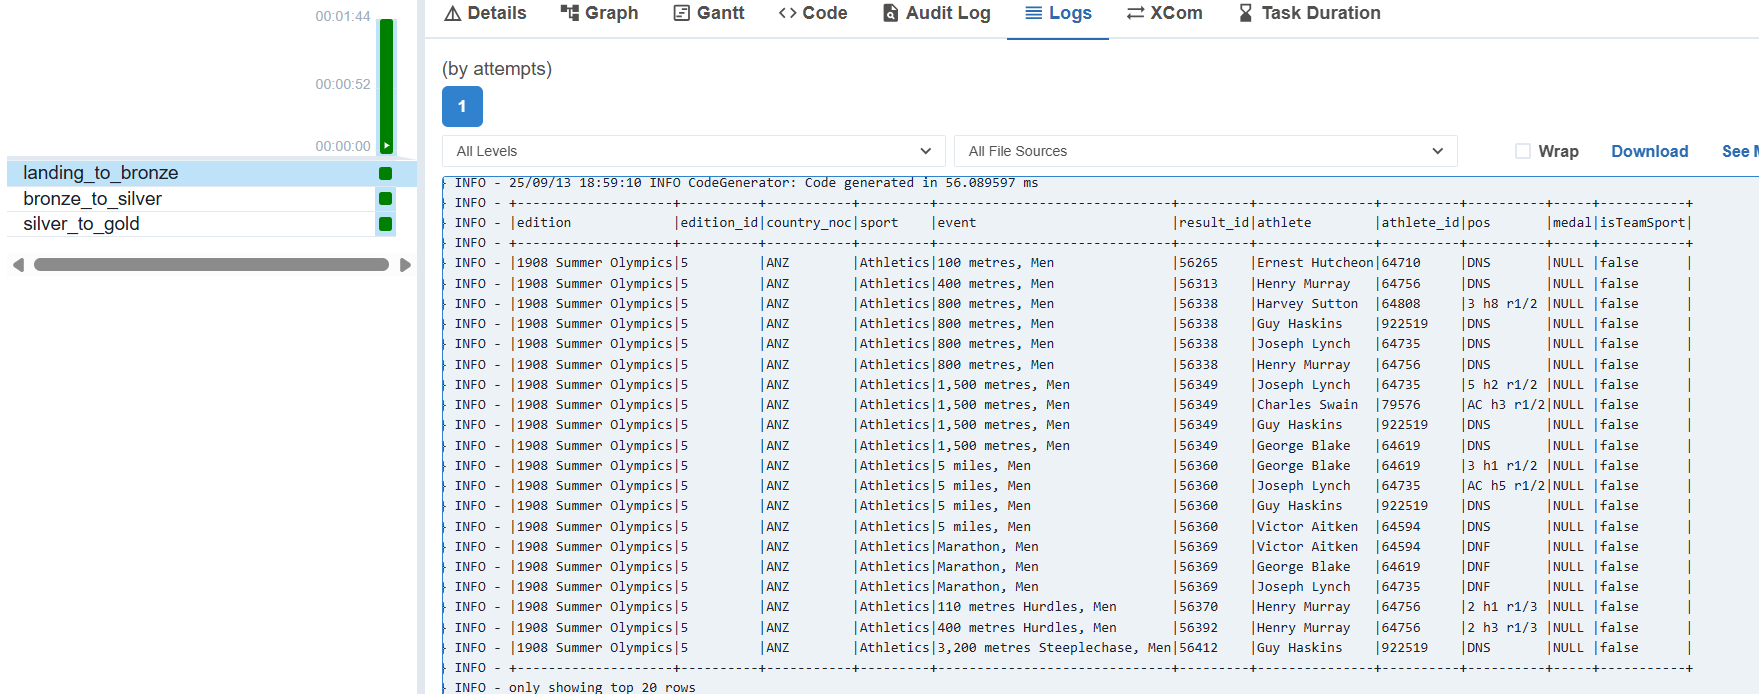 00:01:44
00:00:52
00:00:00
landing_to_bronze
bronze_to_silver
silver_to_gold
Details Graph Gantt Code Audit Log Logs XCom Task Duration
(by attempts)
1
All Levels All File Sources Wrap Download See
INFO - 25/09/13 18:59:10 INFO CodeGenerator: Code generated in 56.089597 ms
INFO - +--------------------+----------+-----------+---------+------------------------------+---------+---------------+----------+----------+-----+-----------+
INFO - |edition             |edition_id|country_noc|sport    |event                         |result_id|athlete        |athlete_id|pos       |medal|isTeamSport|
INFO - +--------------------+----------+-----------+---------+------------------------------+---------+---------------+----------+----------+-----+-----------+
INFO - |1908 Summer Olympics|5         |ANZ        |Athletics|100 metres, Men               |56265    |Ernest Hutcheon|64710     |DNS       |NULL |false      |
INFO - |1908 Summer Olympics|5         |ANZ        |Athletics|400 metres, Men               |56313    |Henry Murray   |64756     |DNS       |NULL |false      |
INFO - |1908 Summer Olympics|5         |ANZ        |Athletics|800 metres, Men               |56338    |Harvey Sutton  |64808     |3 h8 r1/2 |NULL |false      |
INFO - |1908 Summer Olympics|5         |ANZ        |Athletics|800 metres, Men               |56338    |Guy Haskins    |922519    |DNS       |NULL |false      |
INFO - |1908 Summer Olympics|5         |ANZ        |Athletics|800 metres, Men               |56338    |Joseph Lynch   |64735     |DNS       |NULL |false      |
INFO - |1908 Summer Olympics|5         |ANZ        |Athletics|800 metres, Men               |56338    |Henry Murray   |64756     |DNS       |NULL |false      |
INFO - |1908 Summer Olympics|5         |ANZ        |Athletics|1,500 metres, Men             |56349    |Joseph Lynch   |64735     |5 h2 r1/2 |NULL |false      |
INFO - |1908 Summer Olympics|5         |ANZ        |Athletics|1,500 metres, Men             |56349    |Charles Swain  |79576     |AC h3 r1/2|NULL |false      |
INFO - |1908 Summer Olympics|5         |ANZ        |Athletics|1,500 metres, Men             |56349    |Guy Haskins    |922519    |DNS       |NULL |false      |
INFO - |1908 Summer Olympics|5         |ANZ        |Athletics|1,500 metres, Men             |56349    |George Blake   |64619     |DNS       |NULL |false      |
INFO - |1908 Summer Olympics|5         |ANZ        |Athletics|5 miles, Men                  |56360    |George Blake   |64619     |3 h1 r1/2 |NULL |false      |
INFO - |1908 Summer Olympics|5         |ANZ        |Athletics|5 miles, Men                  |56360    |Joseph Lynch   |64735     |AC h5 r1/2|NULL |false      |
INFO - |1908 Summer Olympics|5         |ANZ        |Athletics|5 miles, Men                  |56360    |Guy Haskins    |922519    |DNS       |NULL |false      |
INFO - |1908 Summer Olympics|5         |ANZ        |Athletics|5 miles, Men                  |56360    |Victor Aitken  |64594     |DNS       |NULL |false      |
INFO - |1908 Summer Olympics|5         |ANZ        |Athletics|Marathon, Men                 |56369    |Victor Aitken  |64594     |DNF       |NULL |false      |
INFO - |1908 Summer Olympics|5         |ANZ        |Athletics|Marathon, Men                 |56369    |George Blake   |64619     |DNF       |NULL |false      |
INFO - |1908 Summer Olympics|5         |ANZ        |Athletics|Marathon, Men                 |56369    |Joseph Lynch   |64735     |DNF       |NULL |false      |
INFO - |1908 Summer Olympics|5         |ANZ        |Athletics|110 metres Hurdles, Men       |56370    |Henry Murray   |64756     |2 h1 r1/3 |NULL |false      |
INFO - |1908 Summer Olympics|5         |ANZ        |Athletics|400 metres Hurdles, Men       |56392    |Henry Murray   |64756     |2 h3 r1/3 |NULL |false      |
INFO - |1908 Summer Olympics|5         |ANZ        |Athletics|3,200 metres Steeplechase, Men|56412    |Guy Haskins    |922519    |DNS       |NULL |false      |
INFO - +--------------------+----------+-----------+---------+------------------------------+---------+---------------+----------+----------+-----+-----------+
INFO - only showing top 20 rows